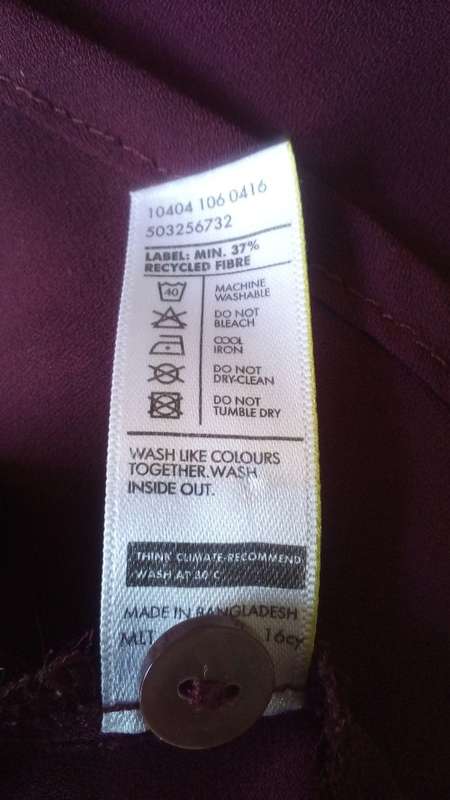 10404 106 0416
503256732
LABEL: MIN. 37%
RECYCLED FIBRE
40
MACHINE
WASHABLE
DO NOT
BLEACH
COOL
IRON
DO NOT
DRY-CLEAN
DO NOT
TUMBLE DRY
WASH LIKE COLOURS
TOGETHER. WASH
INSIDE OUT.
THINK CLIMATE-RECOMMEND
WASH AT 30°C
MADE IN BANGLADESH